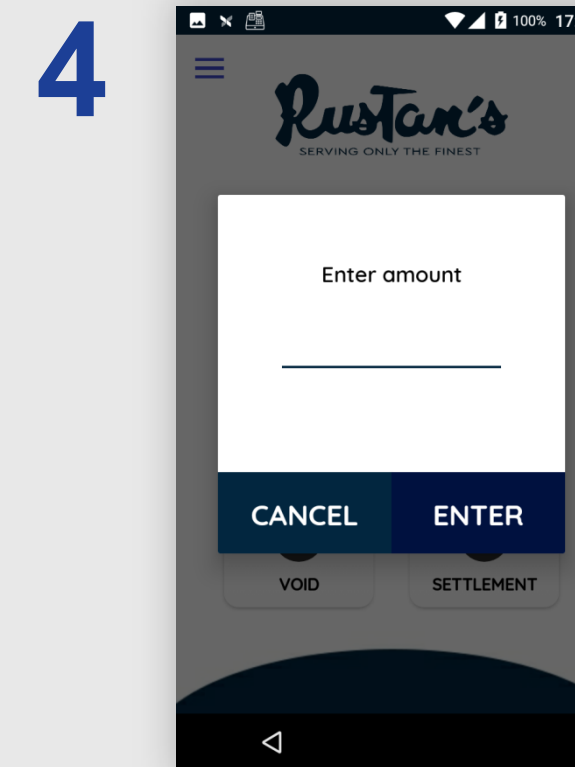 4
100% 17
Rustan's
SERVING ONLY THE FINEST
Enter amount
CANCEL ENTER
VOID SETTLEMENT